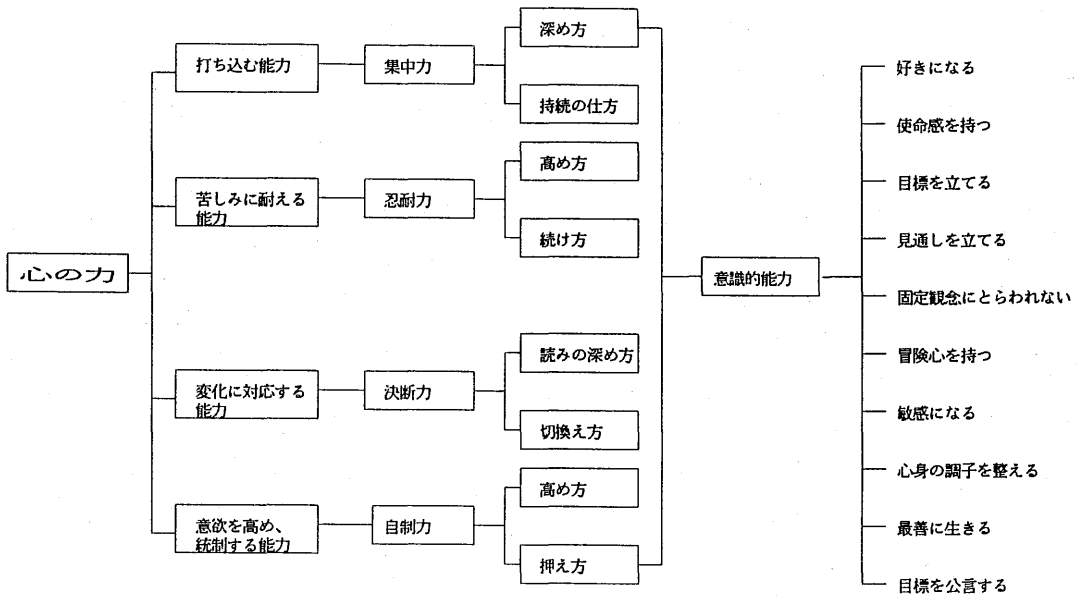 心の力
打ち込む能力
集中力
深め方
持続の仕方
苦しみに耐える
能力
忍耐力
高め方
続け方
変化に対応する
能力
決断力
読みの深め方
切換え方
意欲を高め、
統制する能力
自制力
高め方
押え方
意識的能力
好きになる
使命感を持つ
目標を立てる
見通しを立てる
固定観念にとらわれない
冒険心を持つ
敏感になる
心身の調子を整える
最善に生きる
目標を公言する